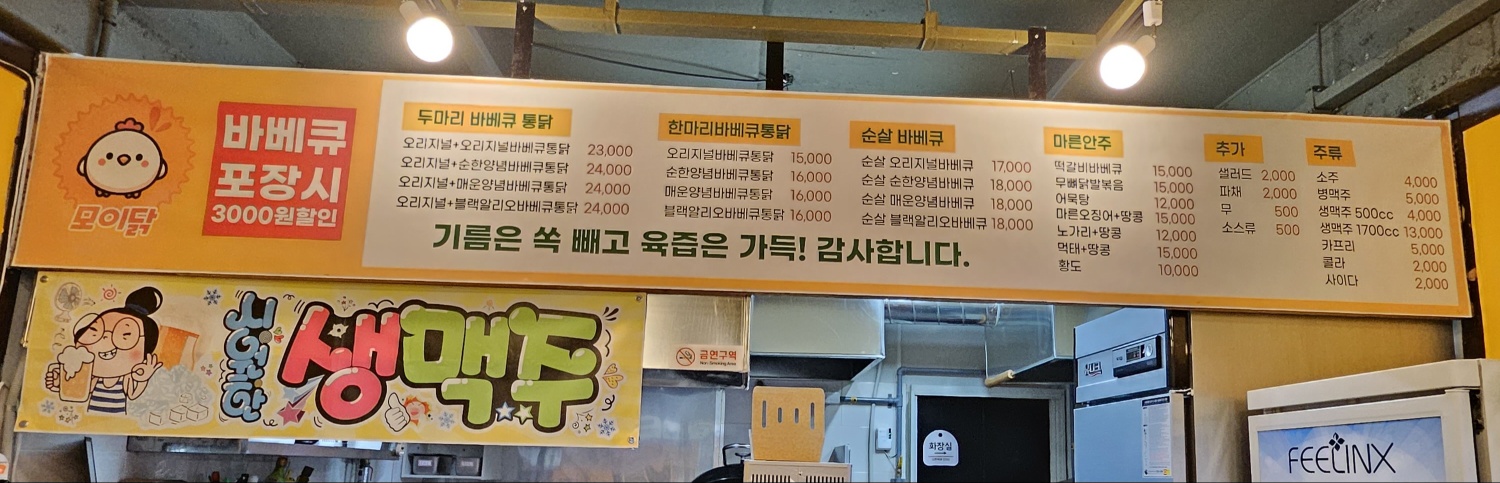 모이닭
바베큐
포장시
3000원할인
두마리 바베큐 통닭
오리지널+오리지널바베큐통닭 23,000
오리지널+순한양념바베큐통닭 24,000
오리지널+매운양념바베큐통닭 24,000
오리지널+블랙알리오바베큐통닭 24,000
한마리바베큐통닭
오리지널바베큐통닭 15,000
순한양념바베큐통닭 16,000
매운양념바베큐통닭 16,000
블랙알리오바베큐통닭 16,000
순살 바베큐
순살 오리지널바베큐 17,000
순살 순한양념바베큐 18,000
순살 매운양념바베큐 18,000
순살 블랙알리오바베큐 18,000
기름은 쏙 빼고 육즙은 가득! 감사합니다.
마른안주
떡갈비바베큐 15,000
무뼈닭발볶음 15,000
어묵탕 12,000
마른오징어+땅콩 15,000
노가리+땅콩 12,000
먹태+땅콩 15,000
황도 10,000
추가
샐러드 2,000
파채 2,000
무 500
소스류 500
주류
소주 4,000
병맥주 5,000
생맥주 500cc 4,000
생맥주 1700cc 13,000
카프리 5,000
콜라 2,000
사이다 2,000
시원한
생맥주
금연구역
Non-Smoking Area
화장실
FEELINX